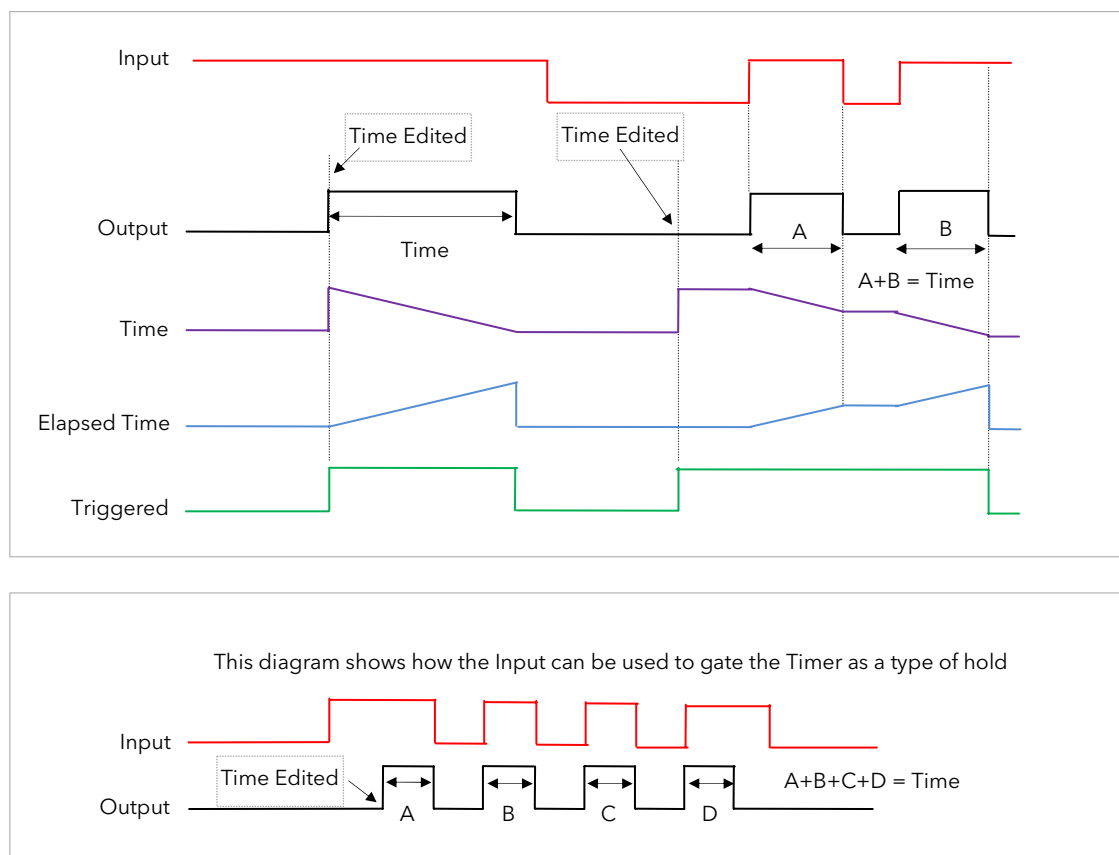 Input
Time Edited
Time Edited
Output
Time
A
B
A+B = Time
Time
Elapsed Time
Triggered
This diagram shows how the Input can be used to gate the Timer as a type of hold
Input
Time Edited
A+B+C+D = Time
Output
A
B
C
D